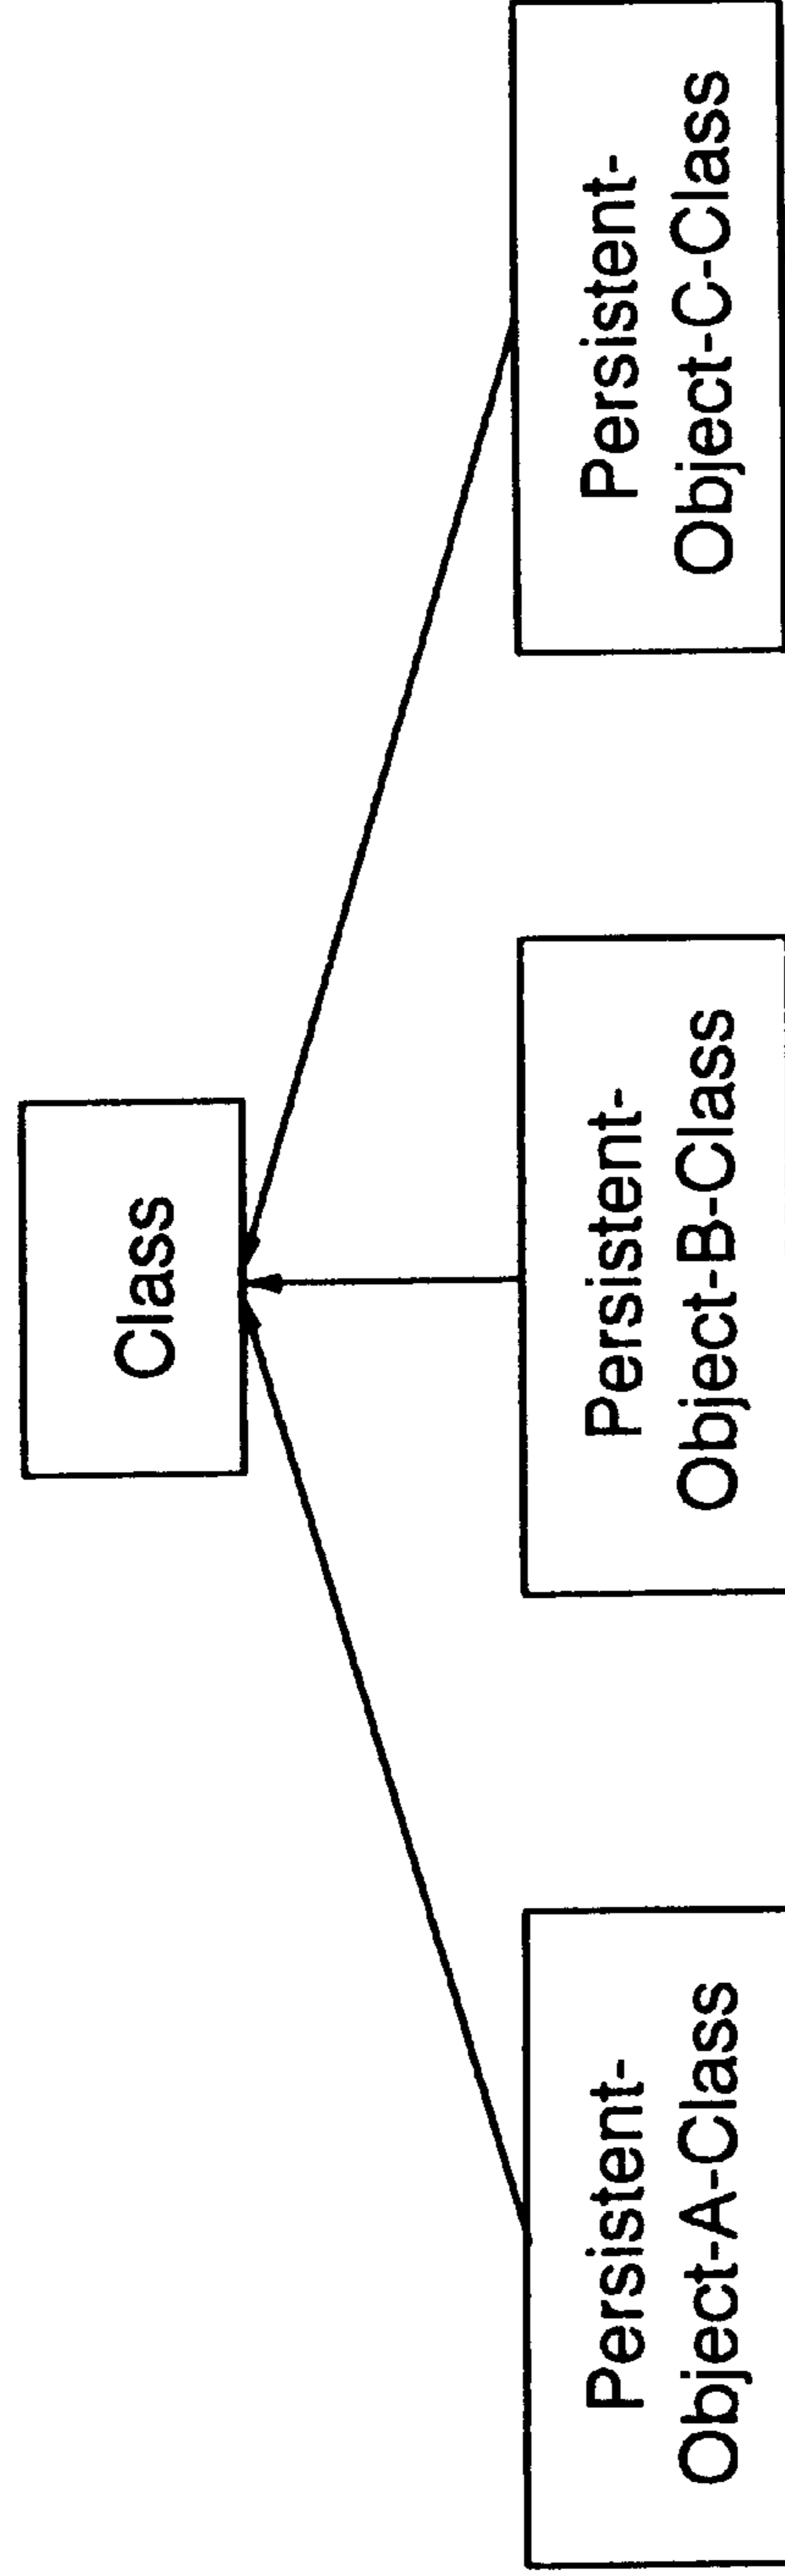 Class
Persistent-
Object-A-Class
Persistent-
Object-B-Class
Persistent-
Object-C-Class